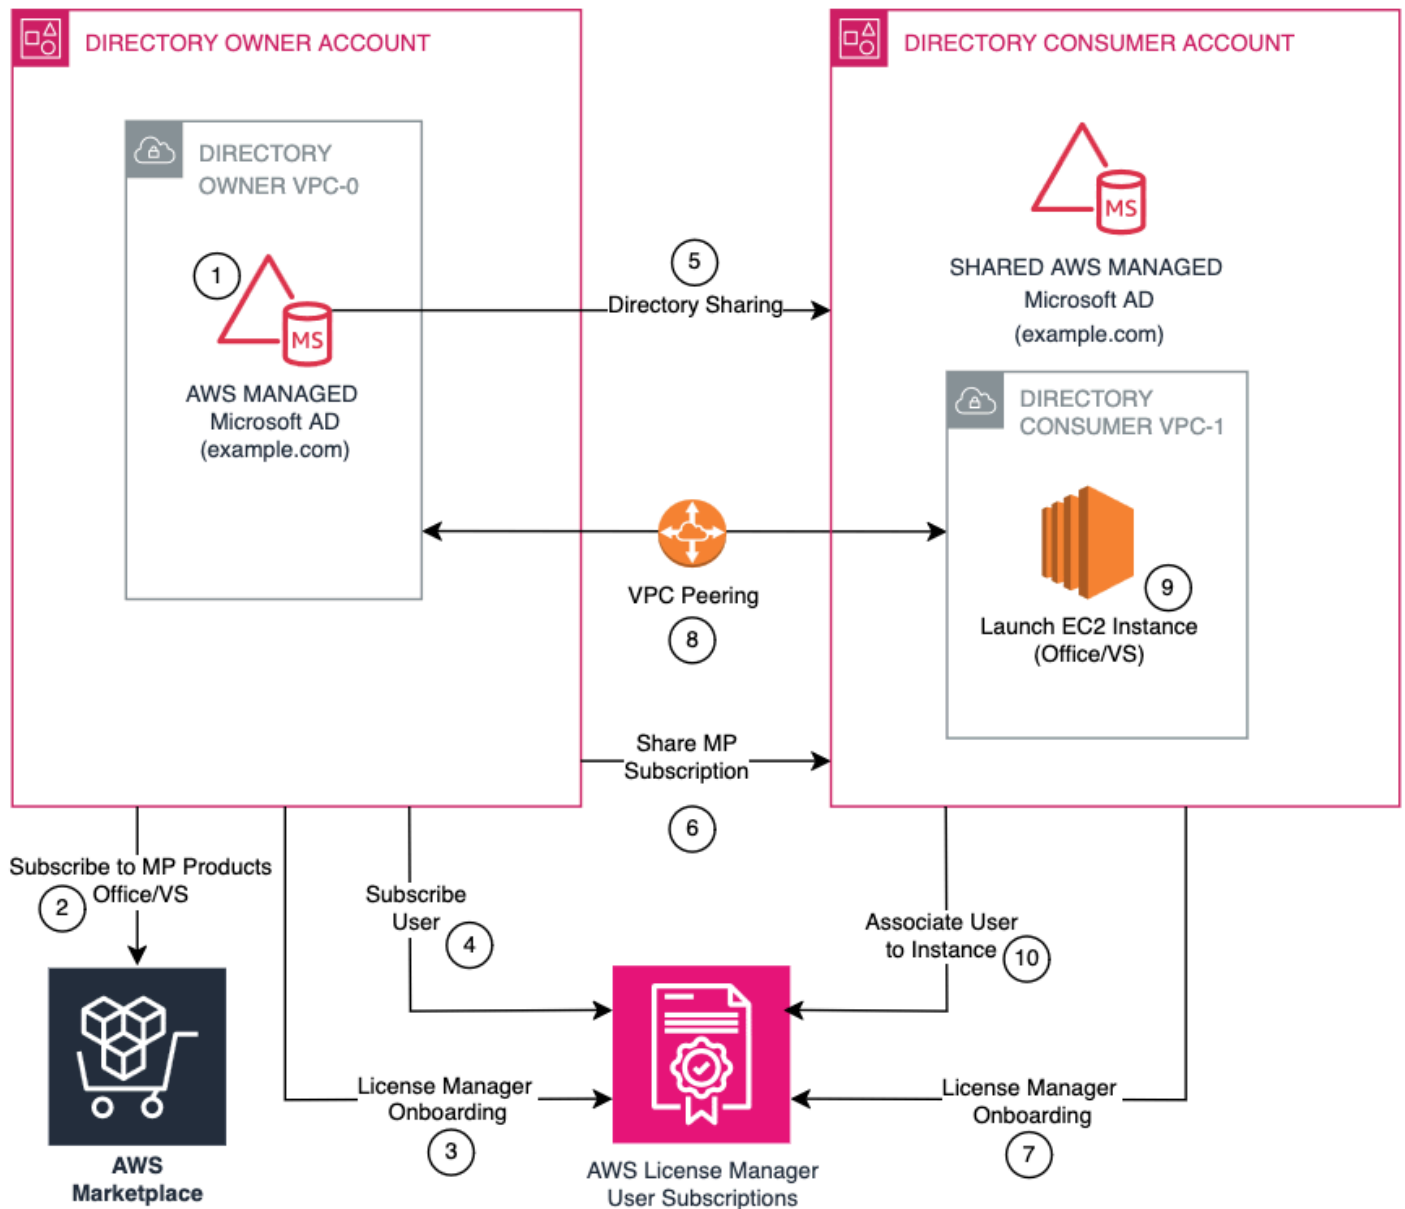 DIRECTORY OWNER ACCOUNT
DIRECTORY
OWNER VPC-0
1
MS
AWS MANAGED
Microsoft AD
(example.com)
5
Directory Sharing
DIRECTORY CONSUMER ACCOUNT
MS
SHARED AWS MANAGED
Microsoft AD
(example.com)
DIRECTORY
CONSUMER VPC-1
9
Launch EC2 Instance
(Office/VS)
VPC Peering
8
Share MP
Subscription
6
Subscribe to MP Products
Office/VS
2
Subscribe
User
4
Associate User
to Instance
10
License Manager
Onboarding
3
License Manager
Onboarding
7
AWS
Marketplace
AWS License Manager
User Subscriptions